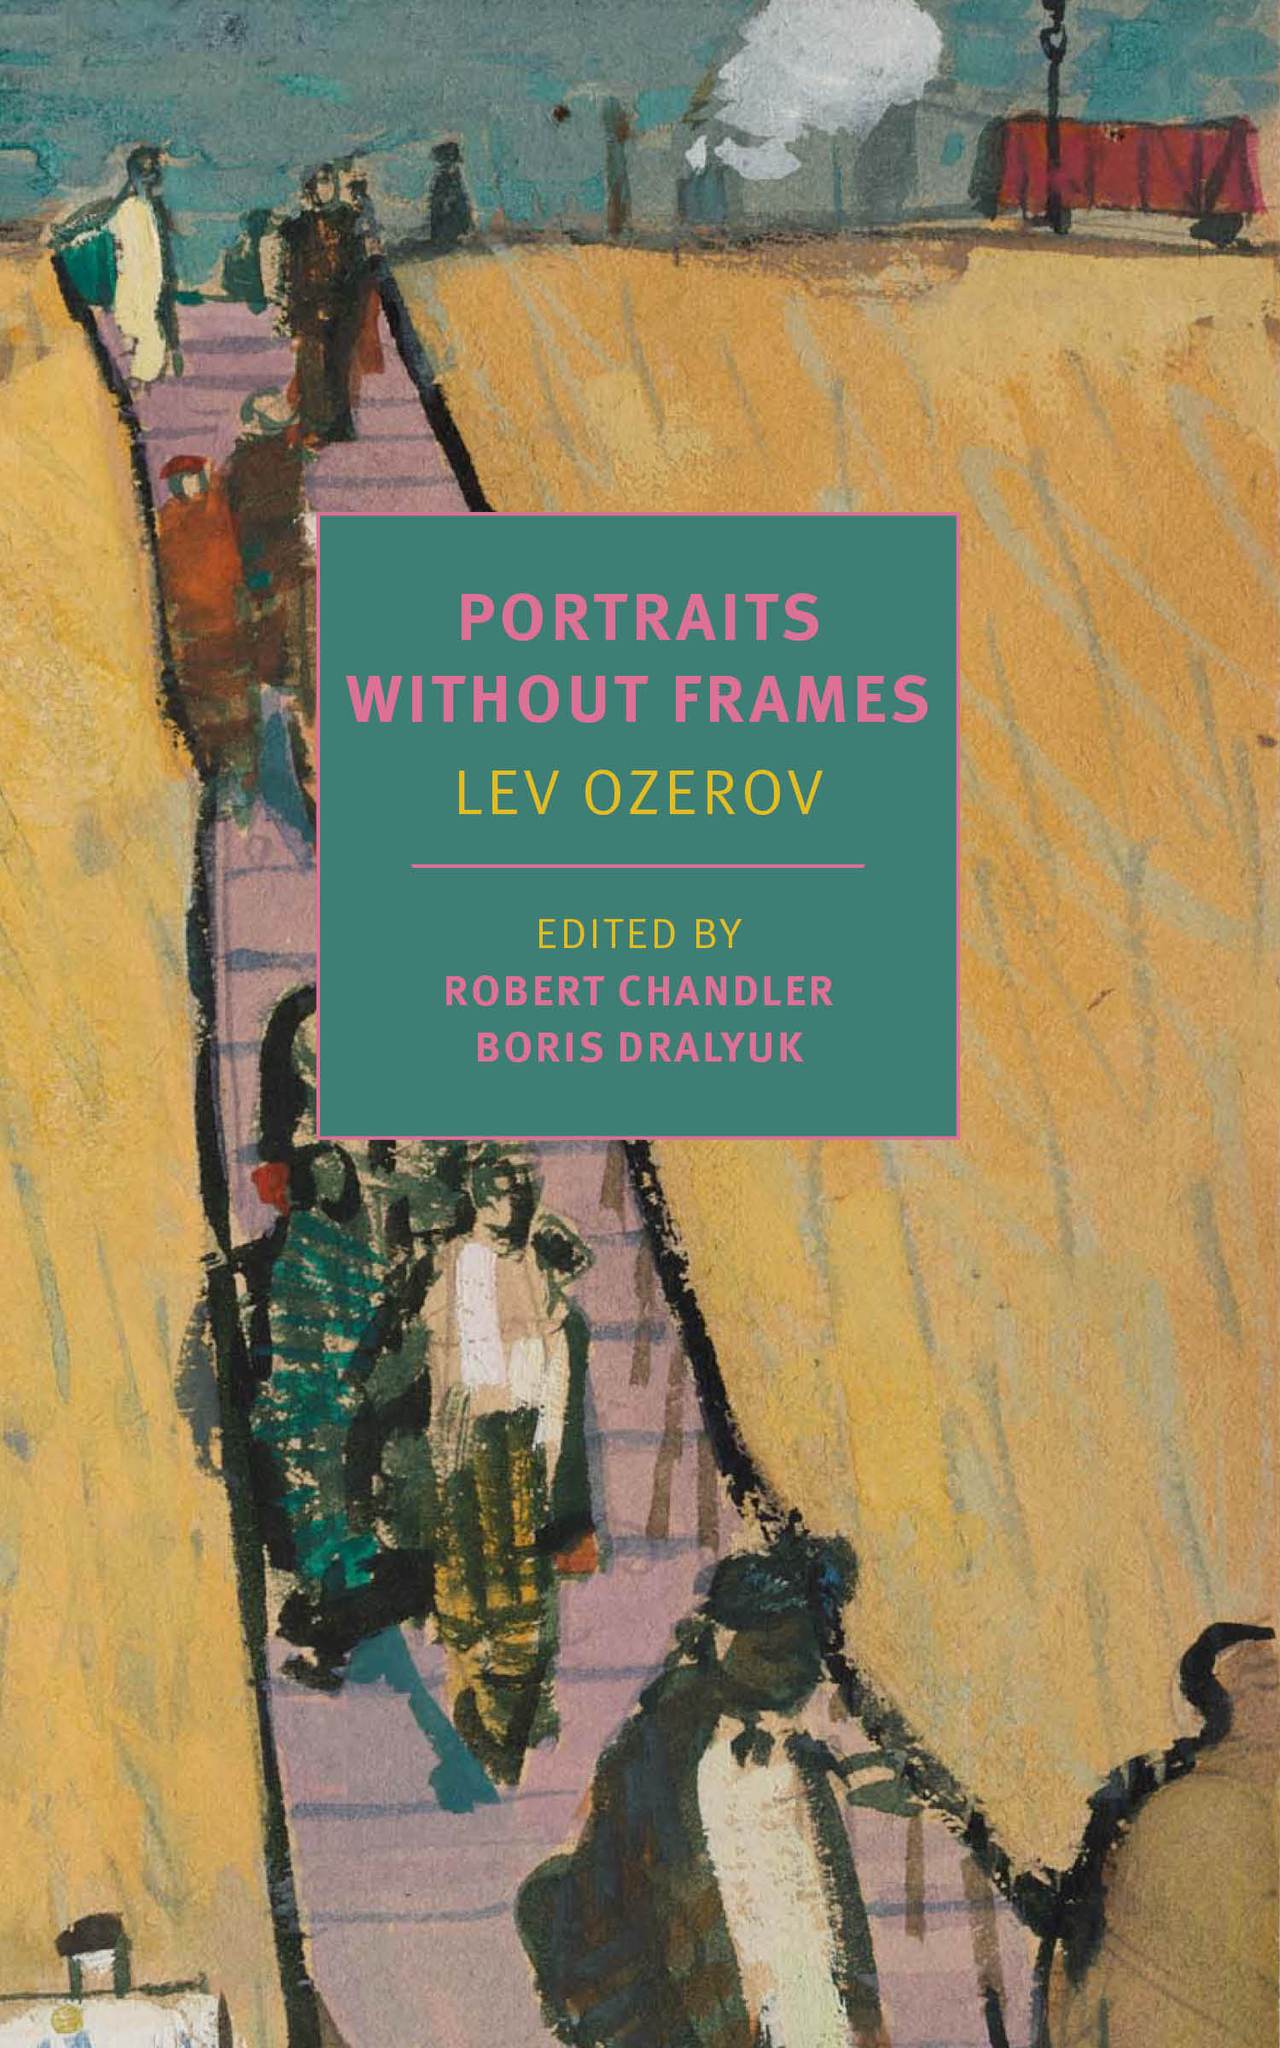 PORTRAITS
WITHOUT FRAMES
LEV OZEROV
EDITED BY
ROBERT CHANDLER
BORIS DRALYUK